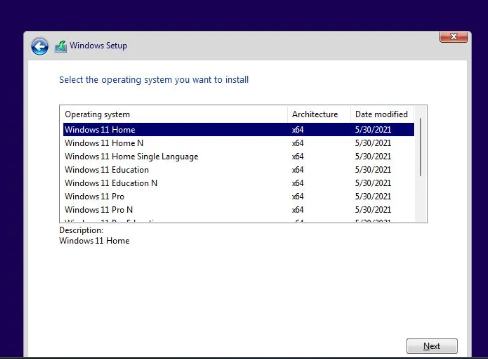 Windows Setup
Select the operating system you want to install
Operating system Architecture Date modified
Windows 11 Home x64 5/30/2021
Windows 11 Home N x64 5/30/2021
Windows 11 Home Single Language x64 5/30/2021
Windows 11 Education x64 5/30/2021
Windows 11 Education N x64 5/30/2021
Windows 11 Pro x64 5/30/2021
Windows 11 Pro N x64 5/30/2021
Description:
Windows 11 Home
Next